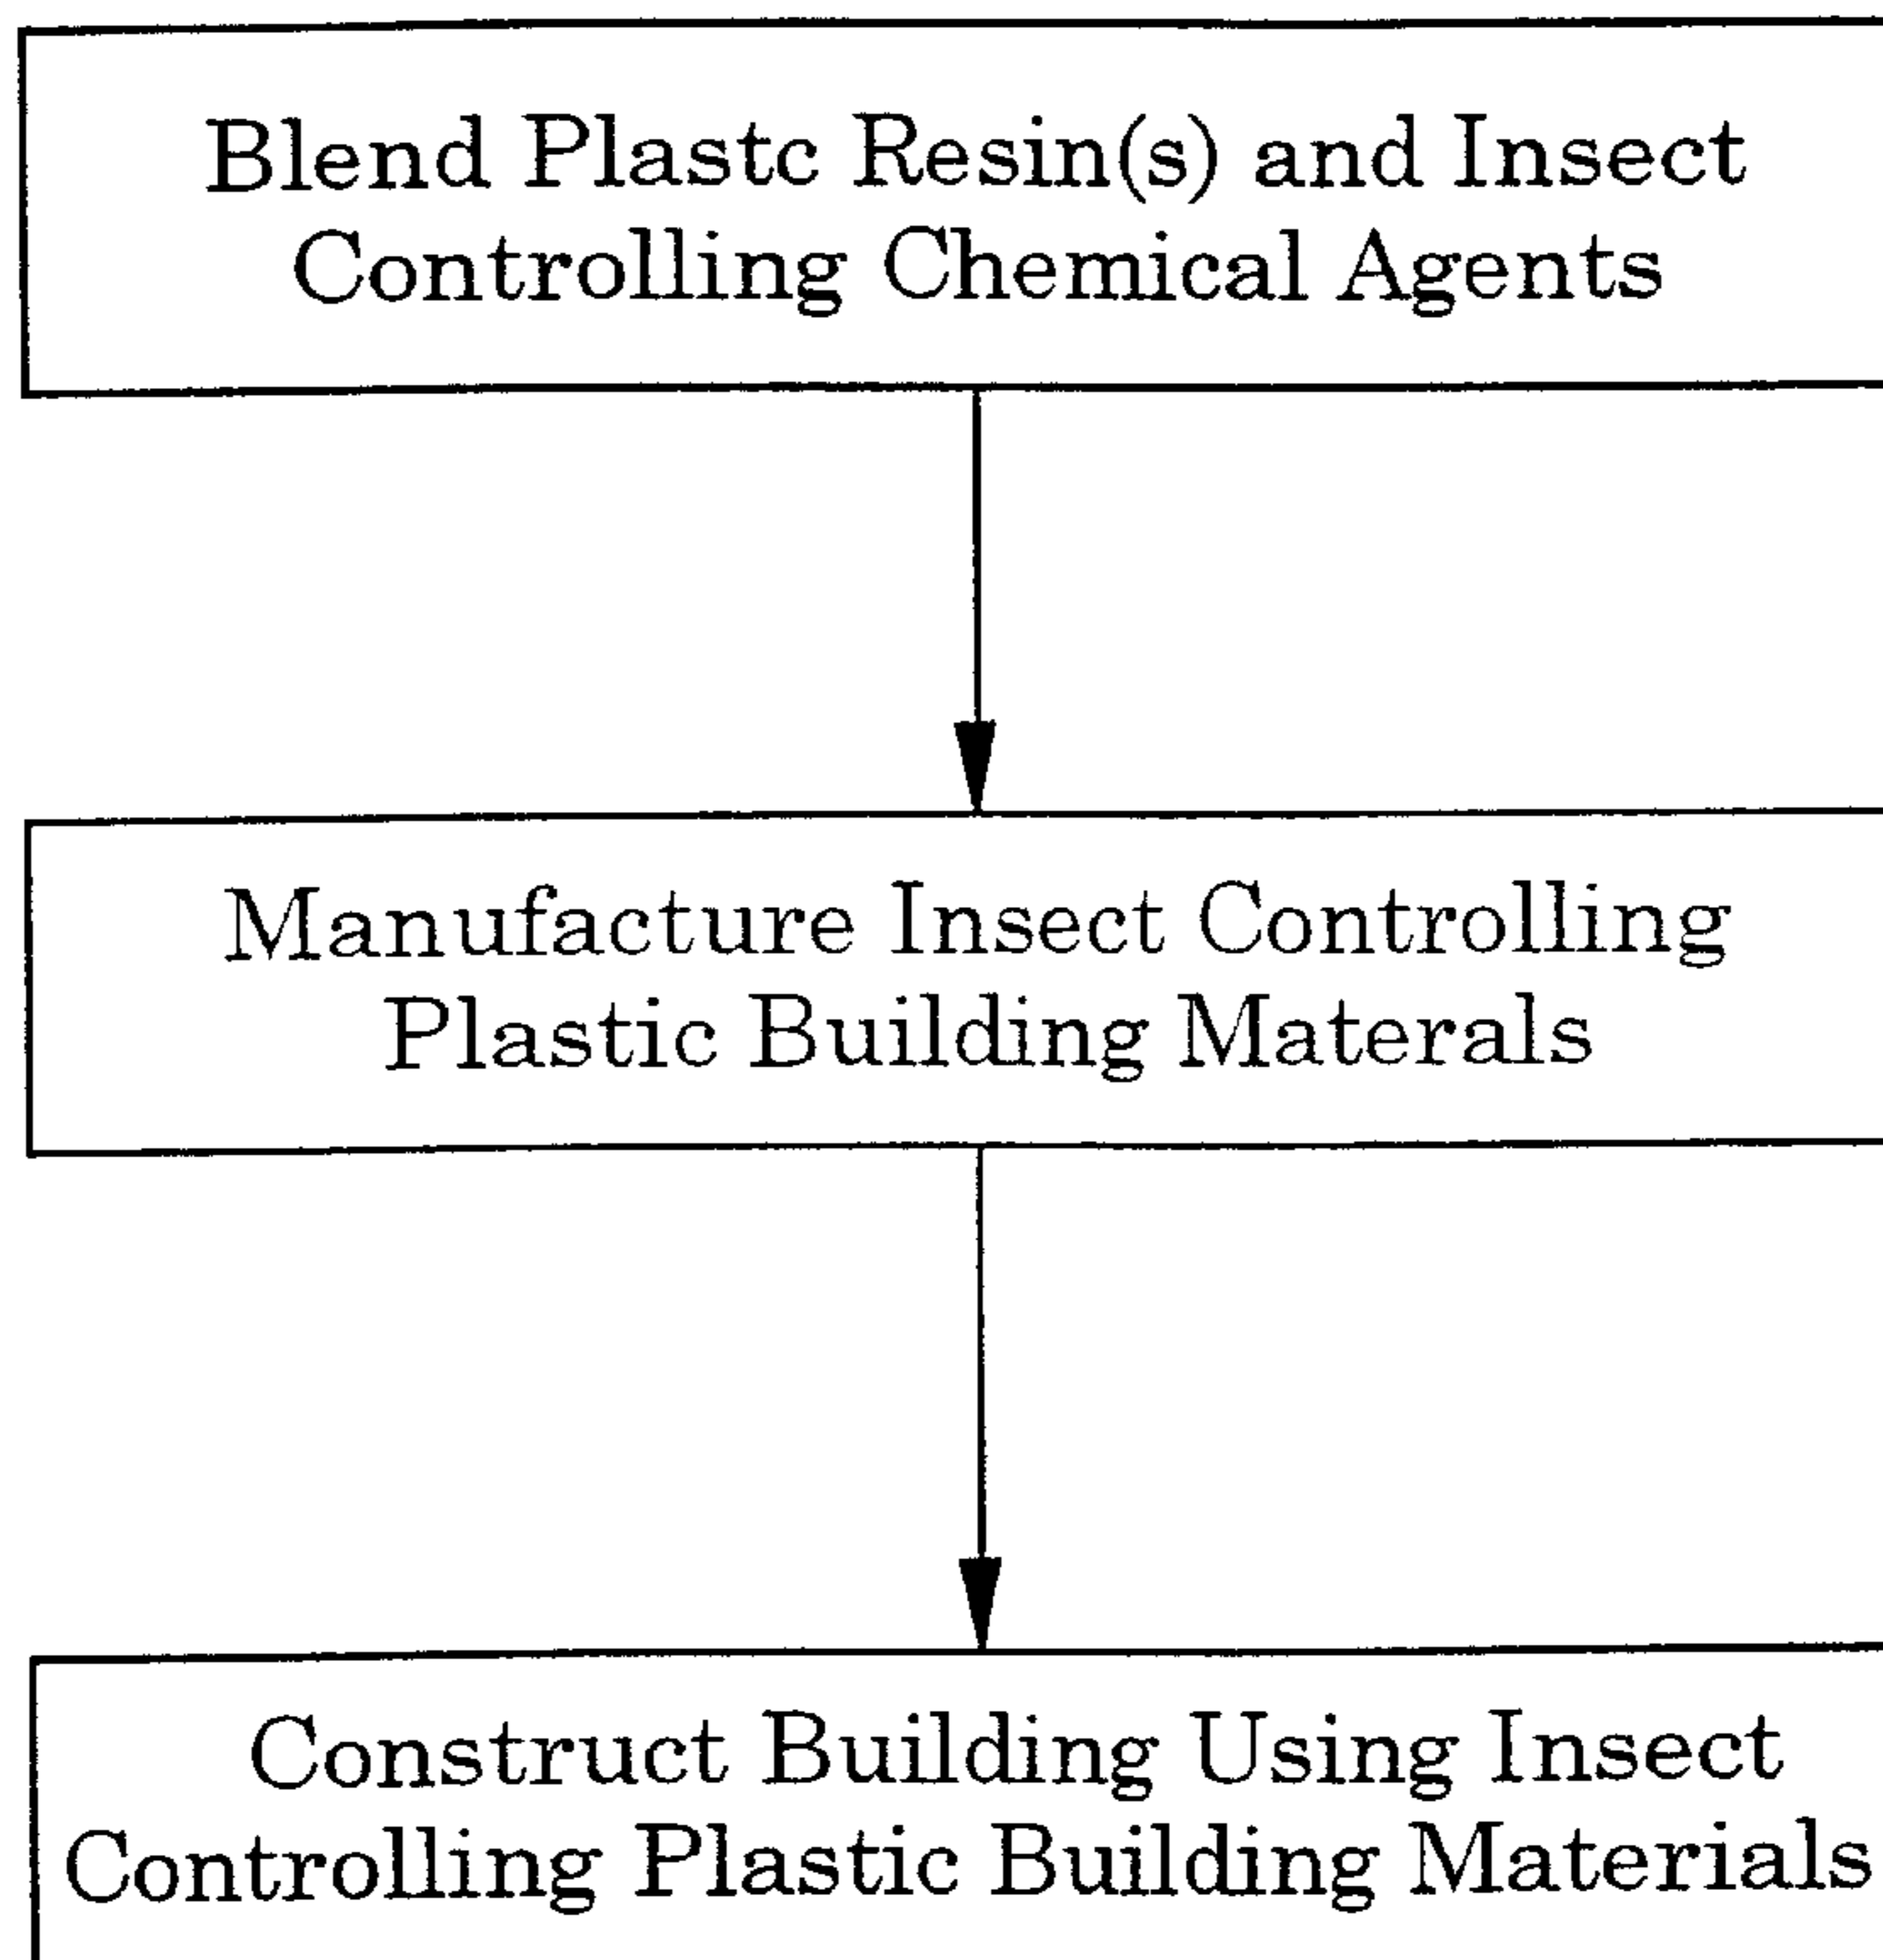 Blend Plastc Resin(s) and Insect
Controlling Chemical Agents
Manufacture Insect Controlling
Plastic Building Materals
Construct Building Using Insect
Controlling Plastic Building Materials